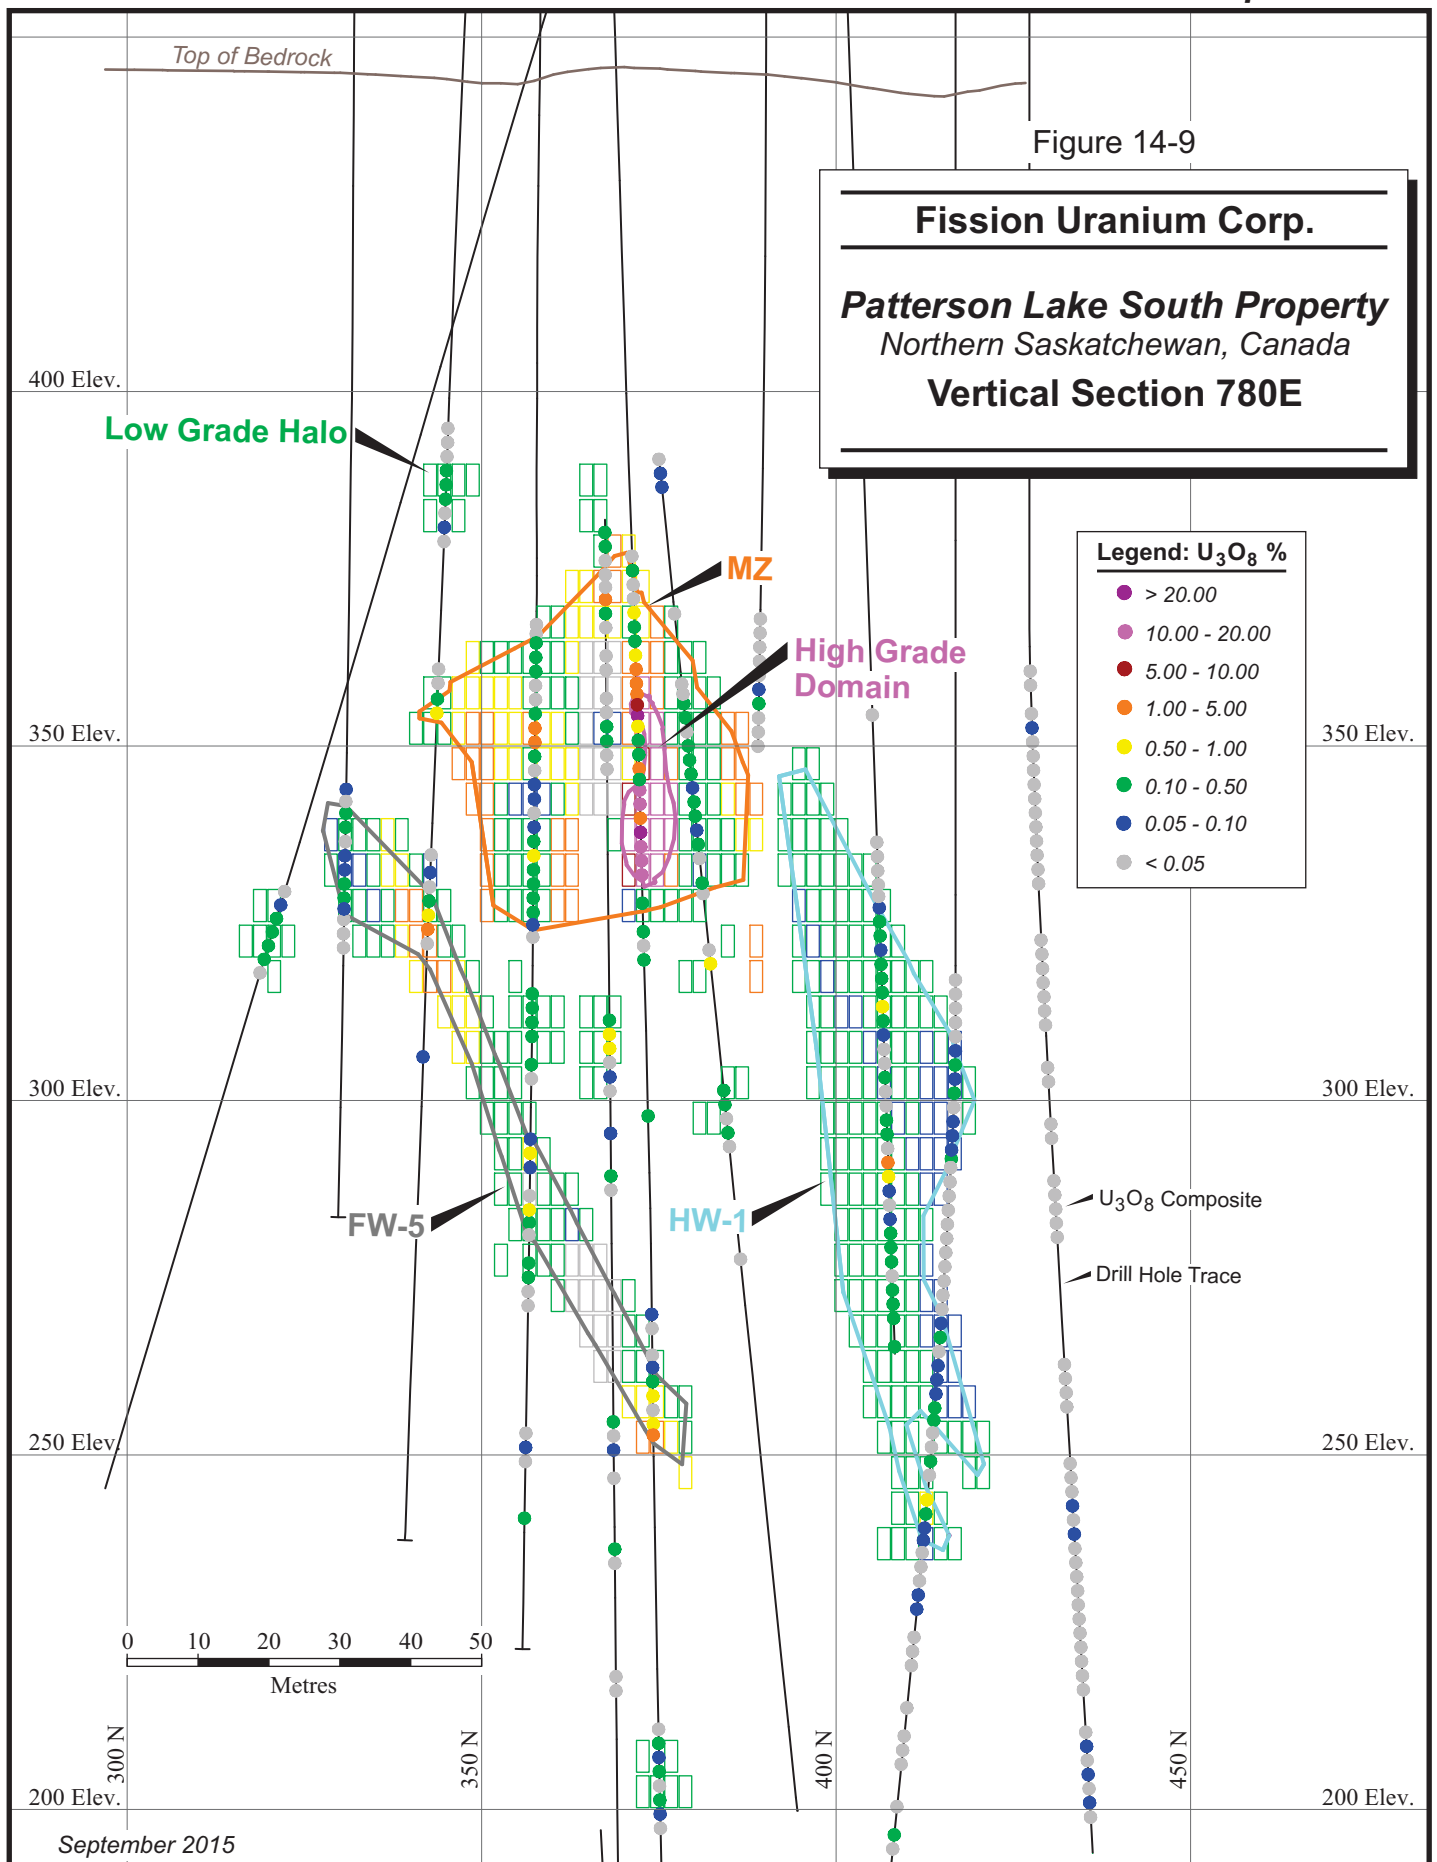 Top of Bedrock
Figure 14-9
Fission Uranium Corp.
Patterson Lake South Property
Northern Saskatchewan, Canada
Vertical Section 780E
400 Elev.
Low Grade Halo
MZ
Legend: U3O8 %
> 20.00
10.00 - 20.00
5.00 - 10.00
1.00 - 5.00
0.50 - 1.00
0.10 - 0.50
0.05 - 0.10
< 0.05
High Grade
Domain
350 Elev.
350 Elev.
300 Elev.
300 Elev.
FW-5
HW-1
U3O8 Composite
Drill Hole Trace
250 Elev.
250 Elev.
0 10 20 30 40 50
Metres
300 N
350 N
400 N
450 N
200 Elev.
200 Elev.
September 2015